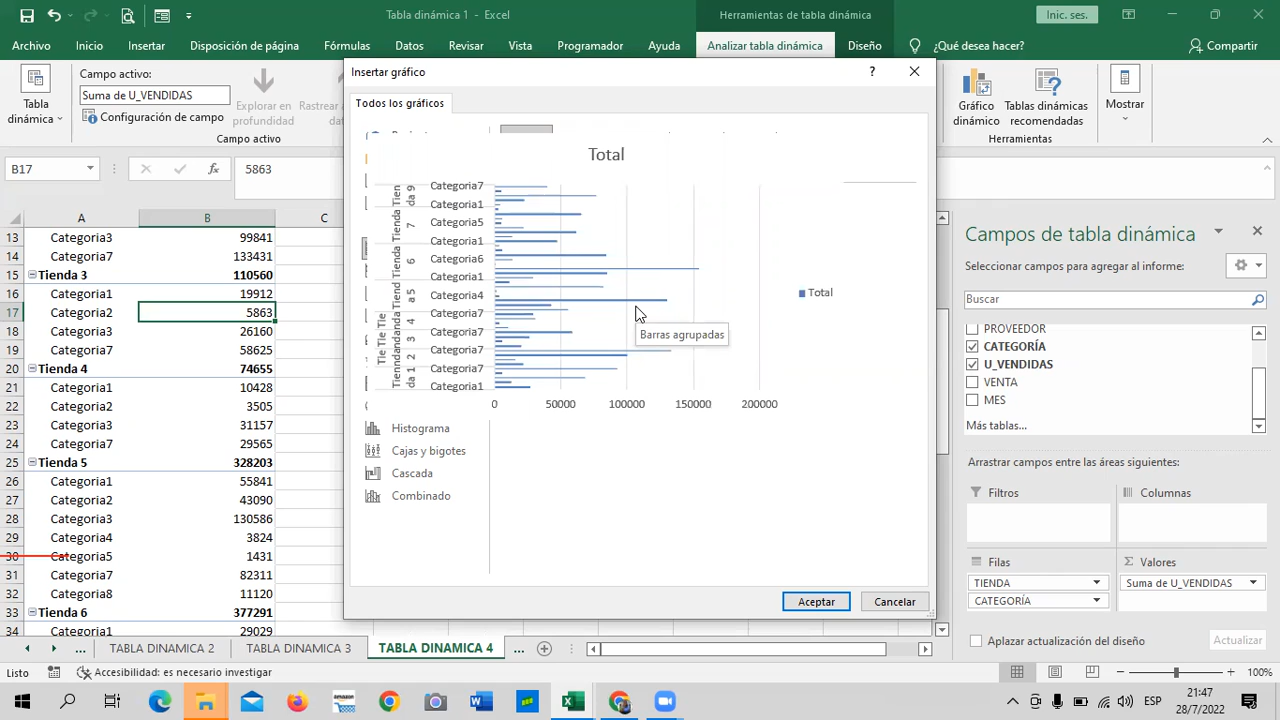 Tabla dinámica 1 - Excel
Herramientas de tabla dinámica
Inic. ses.
Archivo Inicio Insertar Disposición de página Fórmulas Datos Revisar Vista Programador Ayuda Analizar tabla dinámica Diseño ¿Qué desea hacer? Compartir
Tabla dinámica
Campo activo:
Suma de U_VENDIDAS
Configuración de campo
Explorar en profundidad
Rastrear a
Campo activo
Gráfico dinámico
Tablas dinámicas recomendadas
Herramientas
Mostrar
B17
fx
5863
A B C
13 Categoria3 99841
14 Categoria7 133431
15 Tienda 3 110560
16 Categoria1 19912
17 Categoria2 5863
18 Categoria3 26160
19 Categoria7 58625
20 Tienda 4 74655
21 Categoria1 10428
22 Categoria2 3505
23 Categoria3 31157
24 Categoria7 29565
25 Tienda 5 328203
26 Categoria1 55841
27 Categoria2 43090
28 Categoria3 130586
29 Categoria4 3824
30 Categoria5 1431
31 Categoria7 82311
32 Categoria8 11120
33 Tienda 6 377291
34 Categoria1 29029
Insertar gráfico
?
Todos los gráficos
Total
Categoria7
Categoria1
Categoria5
Categoria1
Categoria6
Categoria1
Categoria4
Categoria7
Categoria7
Categoria7
Categoria7
Categoria1
0 50000 100000 150000 200000
Total
Barras agrupadas
Histograma
Cajas y bigotes
Cascada
Combinado
Aceptar Cancelar
Campos de tabla dinámica
Seleccionar campos para agregar al informe:
Buscar
PROVEEDOR
CATEGORÍA
U_VENDIDAS
VENTA
MES
Más tablas...
Arrastrar campos entre las áreas siguientes:
Filtros Columnas
Filas Valores
TIENDA Suma de U_VENDIDAS
CATEGORÍA
Aplazar actualización del diseño Actualizar
... TABLA DINAMICA 2 TABLA DINAMICA 3 TABLA DINAMICA 4 ...
Listo Accesibilidad: es necesario investigar 100%
ESP
21:47
28/7/2022